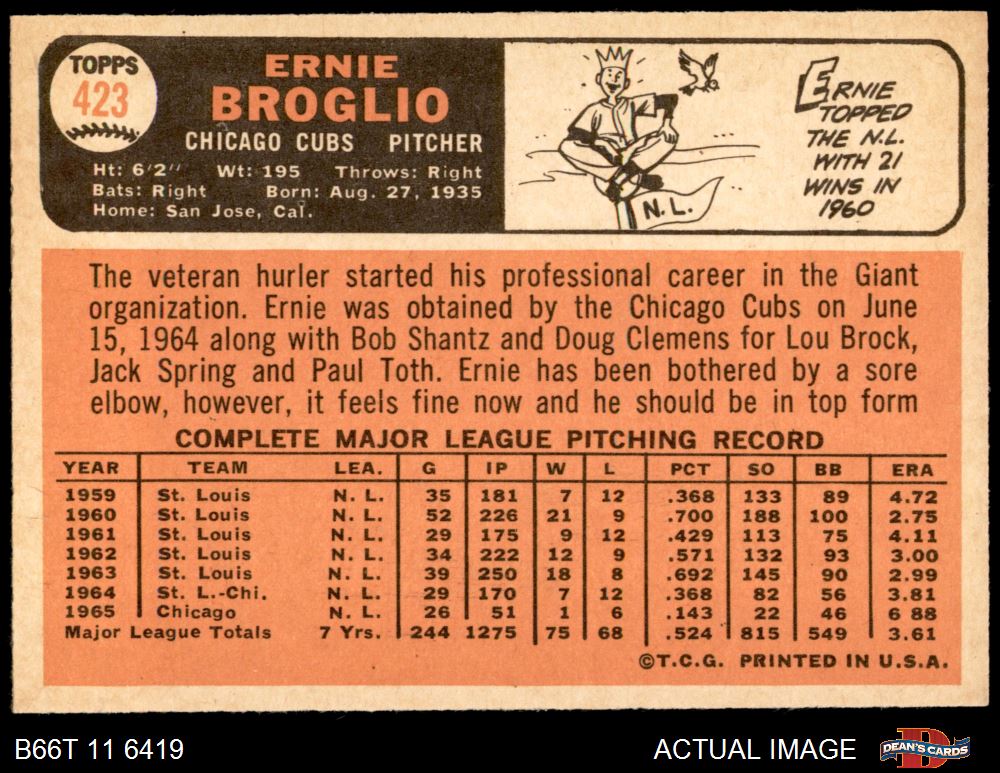 TOPPS
423
ERNIE
BROGLIO
CHICAGO CUBS PITCHER
Ht: 6'2" Wt: 195 Throws: Right
Bats: Right Born: Aug. 27, 1935
Home: San Jose, Cal.
N.L.
ERNIE
TOPPED
THE N.L.
WITH 21
WINS IN
1960
The veteran hurler started his professional career in the Giant
organization. Ernie was obtained by the Chicago Cubs on June
15, 1964 along with Bob Shantz and Doug Clemens for Lou Brock,
Jack Spring and Paul Toth. Ernie has been bothered by a sore
elbow, however, it feels fine now and he should be in top form
COMPLETE MAJOR LEAGUE PITCHING RECORD
YEAR TEAM LEA. G IP W L PCT SO BB ERA
1959 St. Louis N. L. 35 181 7 12 .368 133 89 4.72
1960 St. Louis N. L. 52 226 21 9 .700 188 100 2.75
1961 St. Louis N. L. 29 175 9 12 .429 113 75 4.11
1962 St. Louis N. L. 34 222 12 9 .571 132 93 3.00
1963 St. Louis N. L. 39 250 18 8 .692 145 90 2.99
1964 St. L.-Chi. N. L. 29 170 7 12 .368 82 56 3.81
1965 Chicago N. L. 26 51 1 6 .143 22 46 6 88
Major League Totals 7 Yrs. 244 1275 75 68 .524 815 549 3.61
©T.C.G. PRINTED IN U.S.A.
B66T 11 6419
ACTUAL IMAGE
DEAN'S CARDS